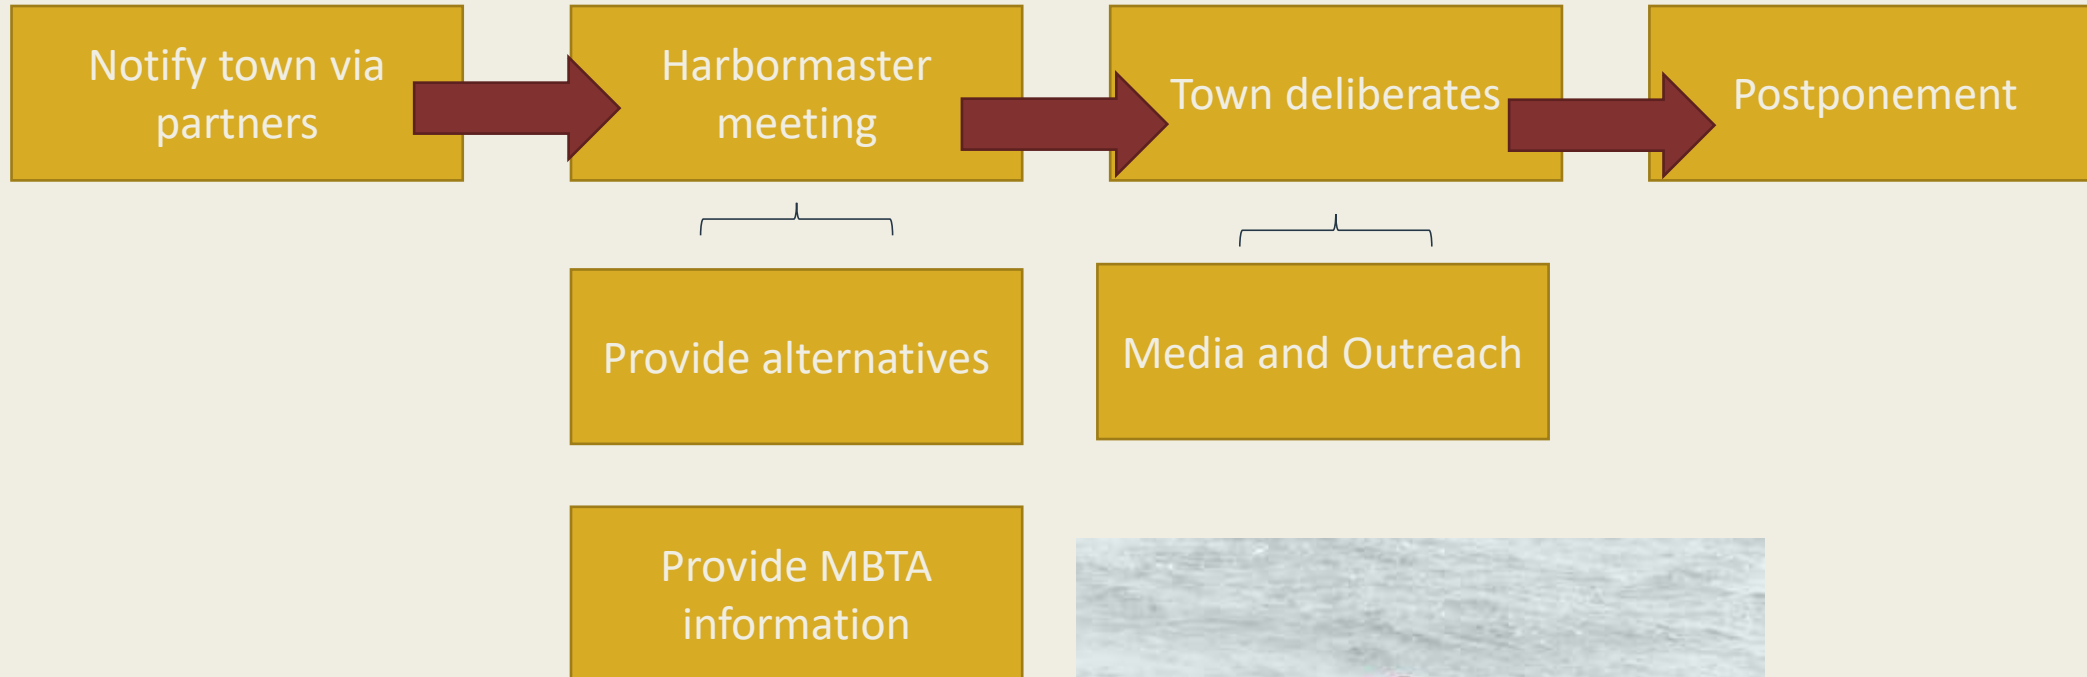 Notify town via
partners
Harbormaster
meeting
Town deliberates
Postponement
Provide alternatives
Media and Outreach
Provide MBTA
information